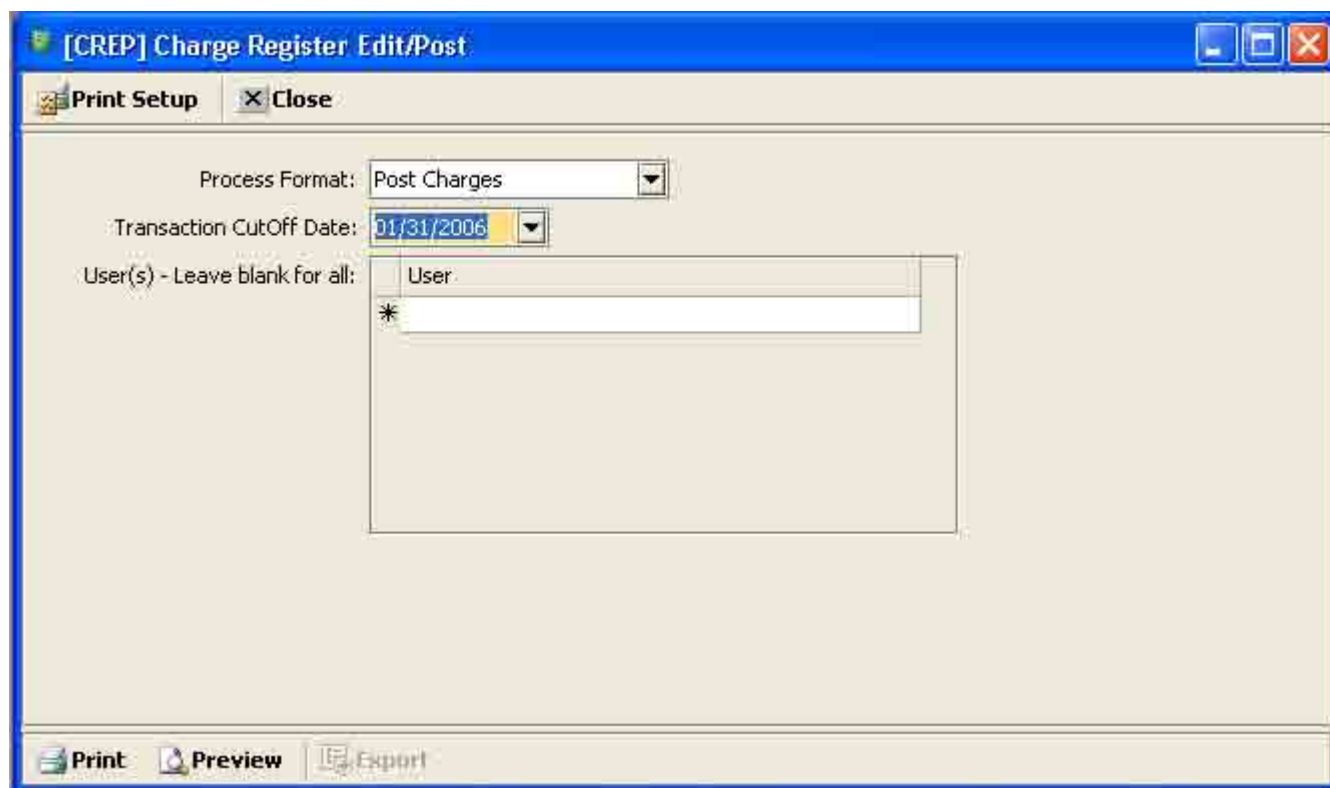 [CREP] Charge Register Edit/Post
Print Setup Close
Process Format: Post Charges
Transaction CutOff Date: 01/31/2006
User(s) - Leave blank for all: User
*
Print Preview Export